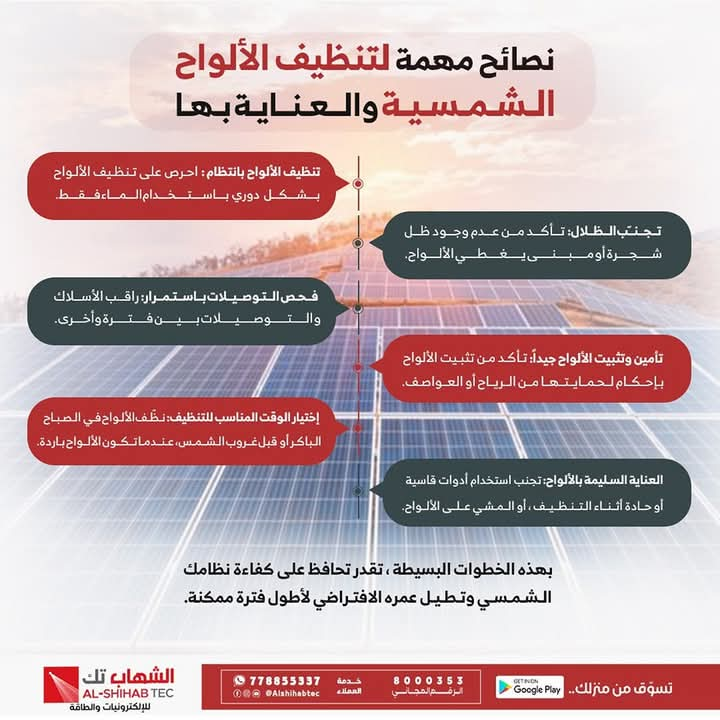 نصائح مهمة لتنظيف الألواح
الشمسية والعناية بها
تنظيف الألواح بانتظام: احرص على تنظيف الألواح
بشكل دوري باستخدام الماء فقط.
تجنب الظلال: تأكد من عدم وجود ظل
شجرة أو مبنى يغطي الألواح.
فحص التوصيلات باستمرار: راقب الأسلاك
والتوصيلات بين فترة وأخرى.
تأمين وتثبيت الألواح جيداً: تأكد من تثبيت الألواح
بإحكام لحمايتها من الرياح أو العواصف.
إختيار الوقت المناسب للتنظيف: نظّف الألواح في الصباح
الباكر أو قبل غروب الشمس، عندما تكون الألواح باردة.
العناية السليمة بالألواح: تجنب استخدام أدوات قاسية
أو حادة أثناء التنظيف، أو المشي على الألواح.
بهذه الخطوات البسيطة، تقدر تحافظ على كفاءة نظامك
الشمسي وتطيل عمره الافتراضي لأطول فترة ممكنة.
تسوّق من منزلك..
GET IN ON
Google Play
8000353
الرقم المجاني
خدمة
العملاء
778855337
@Alshihabtec
الشهاب تك
AL-SHIHAB TEC
للإلكترونيات والطاقة